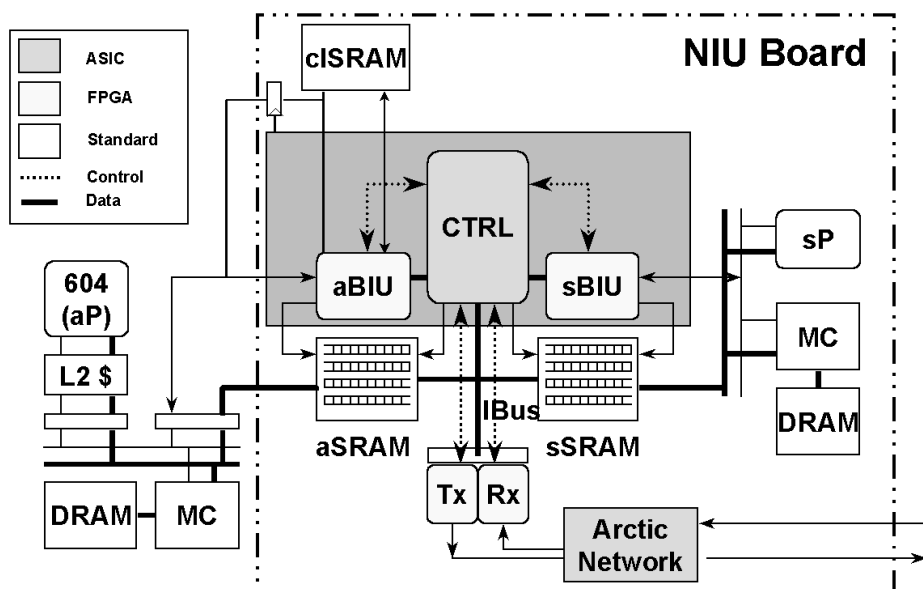 NIU Board
ASIC
FPGA
Standard
Control
Data
clSRAM
CTRL
aBIU
sBIU
sP
604
(aP)
L2 $
MC
DRAM
aSRAM
IBus
sSRAM
DRAM
MC
Tx
Rx
Arctic
Network